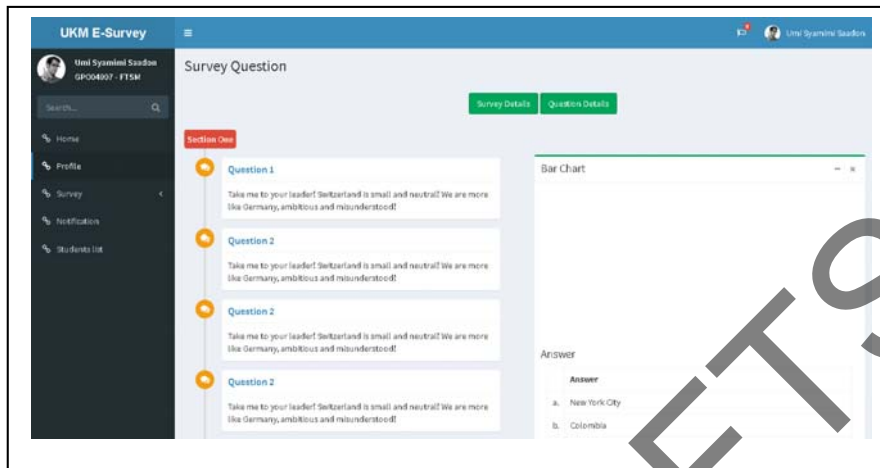 UKM E-Survey
Umi Syamimi Saadon
Umi Syamimi Saadon
GP004007 - FTSM
Search...
Home
Profile
Survey
Notification
Students list
Survey Question
Survey Details
Question Details
Section One
Question 1
Take me to your leader! Switzerland is small and neutral! We are more
like Germany, ambitious and misunderstood!
Question 2
Take me to your leader! Switzerland is small and neutral! We are more
like Germany, ambitious and misunderstood!
Question 2
Take me to your leader! Switzerland is small and neutral! We are more
like Germany, ambitious and misunderstood!
Question 2
Take me to your leader! Switzerland is small and neutral! We are more
like Germany, ambitious and misunderstood!
Bar Chart
Answer
Answer
a. New York City
b. Colombia
FTS